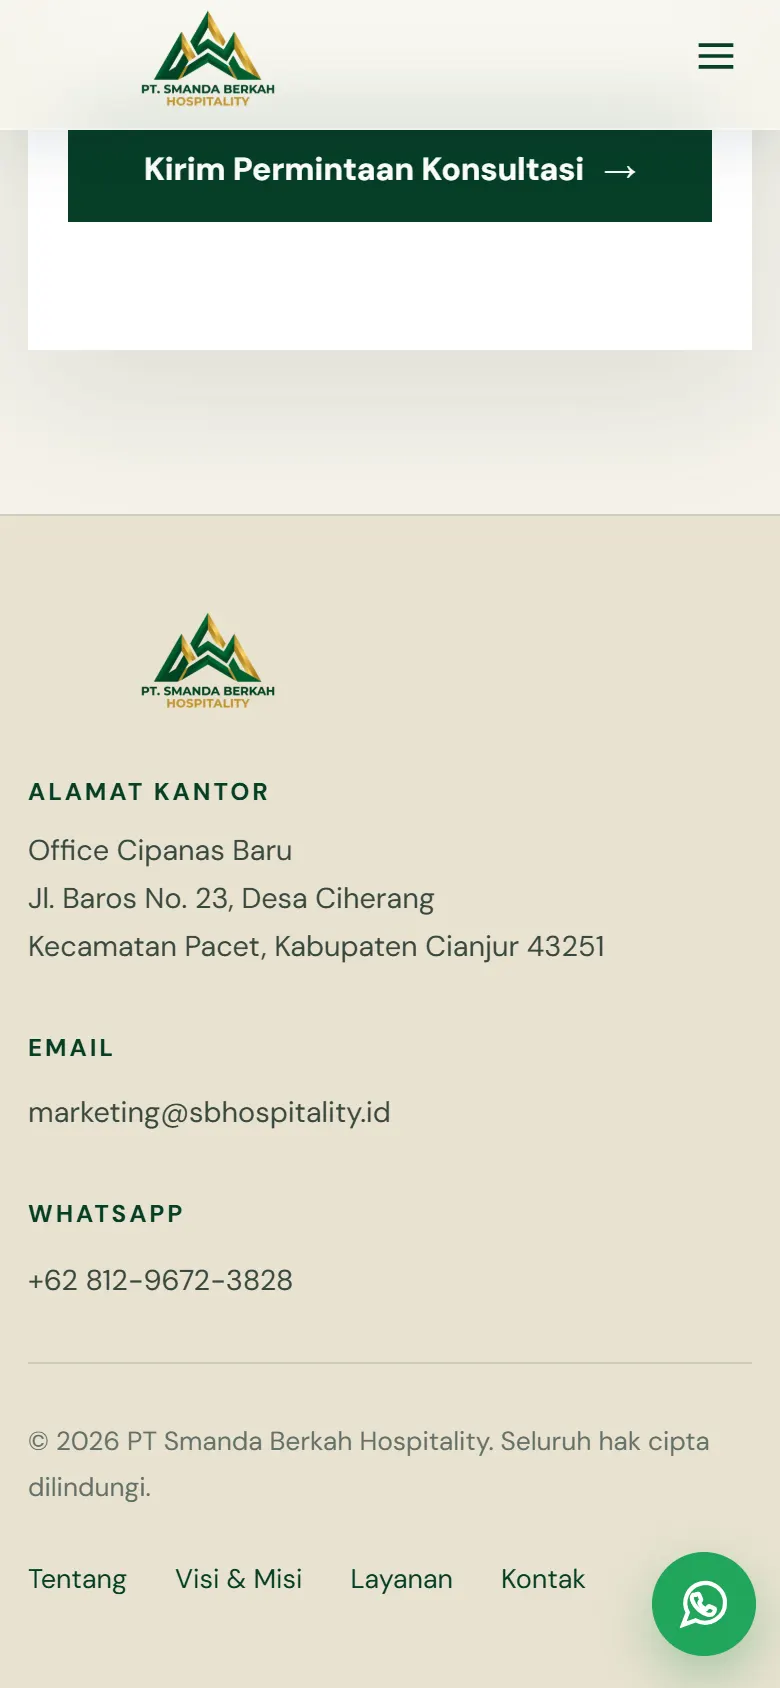 PT. SMANDA BERKAH
HOSPITALITY
Kirim Permintaan Konsultasi →
PT. SMANDA BERKAH
HOSPITALITY
ALAMAT KANTOR
Office Cipanas Baru
Jl. Baros No. 23, Desa Ciherang
Kecamatan Pacet, Kabupaten Cianjur 43251
EMAIL
marketing@sbhospitality.id
WHATSAPP
+62 812-9672-3828
© 2026 PT Smanda Berkah Hospitality. Seluruh hak cipta
dilindungi.
Tentang Visi & Misi Layanan Kontak